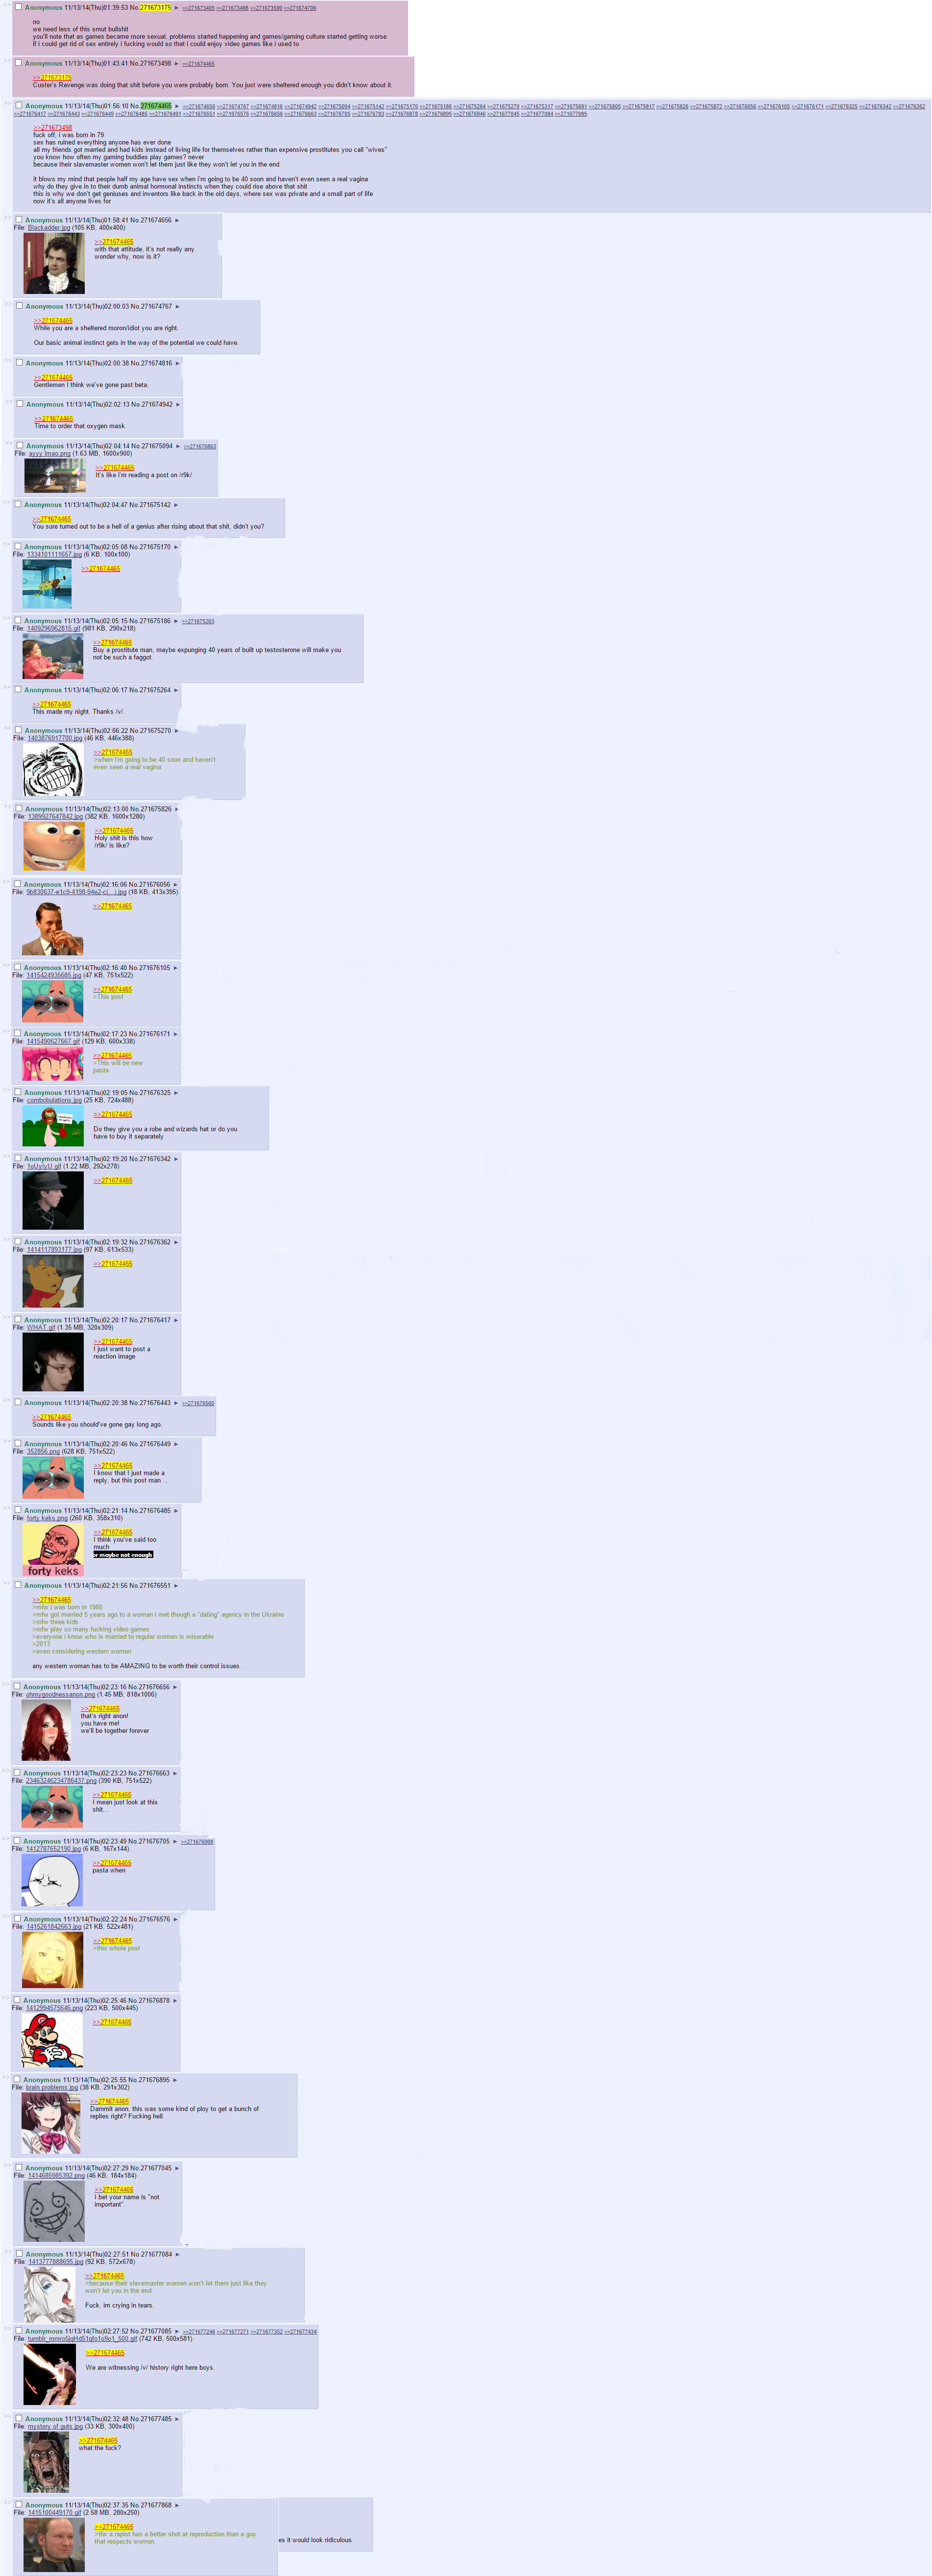 >> Anonymous 11/13/14(Thu)01:39:53 No.271673175 ► >>271673465 >>271673498 >>271673590 >>271674706
no
we need less of this smut bullshit
you'll note that as games became more sexual, problems started happening and games/gaming culture started getting worse
if i could get rid of sex entirely i fucking would so that i could enjoy video games like i used to
>> Anonymous 11/13/14(Thu)01:43:41 No.271673498 ► >>271674465
>>271673175
Custer's Revenge was doing that shit before you were probably born. You just were sheltered enough you didn't know about it.
>> Anonymous 11/13/14(Thu)01:56:10 No.271674465 ► >>271674656 >>271674767 >>271674816 >>271674942 >>271675094 >>271675142 >>271675170 >>271675186 >>271675264 >>271675270 >>271675317 >>271675681 >>271675805 >>271675817 >>271675826 >>271675872 >>271676056 >>271676105 >>271676171 >>271676325 >>271676342 >>271676362
>>271676417 >>271676443 >>271676449 >>271676485 >>271676491 >>271676551 >>271676576 >>271676656 >>271676663 >>271676705 >>271676783 >>271676878 >>271676895 >>271676946 >>271677045 >>271677084 >>271677085
>>271673498
fuck off, i was born in 79
sex has ruined everything anyone has ever done
all my friends got married and had kids instead of living life for themselves rather than expensive prostitutes you call "wives"
you know how often my gaming buddies play games? never
because their slavemaster women won't let them just like they won't let you in the end
it blows my mind that people half my age have sex when i'm going to be 40 soon and haven't even seen a real vagina
why do they give in to their dumb animal hormonal instincts when they could rise above that shit
this is why we don't get geniuses and inventors like back in the old days, where sex was private and a small part of life
now it's all anyone lives for
>> Anonymous 11/13/14(Thu)01:58:41 No.271674656 ►
File: Blackadder.jpg (105 KB, 400x400)
>>271674465
with that attitude, it's not really any
wonder why, now is it?
>> Anonymous 11/13/14(Thu)02:00:03 No.271674767 ►
>>271674465
While you are a sheltered moron/idiot you are right.
Our basic animal instinct gets in the way of the potential we could have.
>> Anonymous 11/13/14(Thu)02:00:38 No.271674816 ►
>>271674465
Gentlemen I think we've gone past beta.
>> Anonymous 11/13/14(Thu)02:02:13 No.271674942 ►
>>271674465
Time to order that oxygen mask.
>> Anonymous 11/13/14(Thu)02:04:14 No.271675094 ► >>271676863
File: ayyy lmao.png (1.63 MB, 1600x900)
>>271674465
It's like i'm reading a post on /r9k/
>> Anonymous 11/13/14(Thu)02:04:47 No.271675142 ►
>>271674465
You sure turned out to be a hell of a genius after rising about that shit, didn't you?
>> Anonymous 11/13/14(Thu)02:05:08 No.271675170 ►
File: 1334101111657.jpg (6 KB, 100x100)
>>271674465
>> Anonymous 11/13/14(Thu)02:05:15 No.271675186 ► >>271675263
File: 1409296962815.gif (981 KB, 290x218)
>>271674465
Buy a prostitute man, maybe expunging 40 years of built up testosterone will make you
not be such a faggot.
>> Anonymous 11/13/14(Thu)02:06:17 No.271675264 ►
>>271674465
This made my night. Thanks /v/.
>> Anonymous 11/13/14(Thu)02:06:22 No.271675270 ►
File: 1403876917700.jpg (46 KB, 446x388)
>>271674465
>when i'm going to be 40 soon and haven't
even seen a real vagina
>> Anonymous 11/13/14(Thu)02:13:00 No.271675826 ►
File: 1389927647842.jpg (382 KB, 1600x1280)
>>271674465
Holy shit is this how
/r9k/ is like?
>> Anonymous 11/13/14(Thu)02:16:06 No.271676056 ►
File: 9b830637-e1c9-4198-94e2-c(...).jpg (18 KB, 413x395)
>>271674465
>> Anonymous 11/13/14(Thu)02:16:40 No.271676105 ►
File: 1415424935685.jpg (47 KB, 751x522)
>>271674465
>This post
>> Anonymous 11/13/14(Thu)02:17:23 No.271676171 ►
File: 1415490627667.gif (129 KB, 600x338)
>>271674465
>This will be new
pasta
>> Anonymous 11/13/14(Thu)02:19:05 No.271676325 ►
File: combobulations.jpg (25 KB, 724x488)
>>271674465
Do they give you a robe and wizards hat or do you
have to buy it separately
>> Anonymous 11/13/14(Thu)02:19:20 No.271676342 ►
File: 1oUyIyU.gif (1.22 MB, 292x278)
>>271674465
>> Anonymous 11/13/14(Thu)02:19:32 No.271676362 ►
File: 1414117893177.jpg (97 KB, 613x533)
>>271674465
>> Anonymous 11/13/14(Thu)02:20:17 No.271676417 ►
File: WHAT.gif (1.35 MB, 320x309)
>>271674465
I just want to post a
reaction image
>> Anonymous 11/13/14(Thu)02:20:38 No.271676443 ► >>271676560
>>271674465
Sounds like you should've gone gay long ago.
>> Anonymous 11/13/14(Thu)02:20:46 No.271676449 ►
File: 352856.png (628 KB, 751x522)
>>271674465
I know that I just made a
reply, but this post man ...
>> Anonymous 11/13/14(Thu)02:21:14 No.271676485 ►
File: forty keks.png (260 KB, 358x310)
>>271674465
I think you've said too
much
or maybe not enough
forty keks
>> Anonymous 11/13/14(Thu)02:21:56 No.271676551 ►
>>271674465
>mfw i was born in 1980
>mfw got married 5 years ago to a woman i met though a "dating" agency in the Ukraine
>mfw three kids
>mfw play so many fucking video games
>everyone i know who is married to regular women is miserable
>2013
>even considering western women
any western woman has to be AMAZING to be worth their control issues.
>> Anonymous 11/13/14(Thu)02:23:16 No.271676656 ►
File: ohmygoodnessanon.png (1.45 MB, 818x1006)
>>271674465
that's right anon!
you have me!
we'll be together forever
>> Anonymous 11/13/14(Thu)02:23:23 No.271676663 ►
File: 23463246234786437.png (390 KB, 751x522)
>>271674465
I mean just look at this
shit...
>> Anonymous 11/13/14(Thu)02:23:49 No.271676705 ► >>271676908
File: 1412787652190.jpg (6 KB, 167x144)
>>271674465
pasta when
>> Anonymous 11/13/14(Thu)02:22:24 No.271676576 ►
File: 1415261842663.jpg (21 KB, 522x481)
>>271674465
>this whole post
>> Anonymous 11/13/14(Thu)02:25:46 No.271676878 ►
File: 1412994575646.png (223 KB, 500x445)
>>271674465
>> Anonymous 11/13/14(Thu)02:25:55 No.271676895 ►
File: brain problems.jpg (38 KB, 291x302)
>>271674465
Dammit anon, this was some kind of ploy to get a bunch of
replies right? Fucking hell.
>> Anonymous 11/13/14(Thu)02:27:29 No.271677045 ►
File: 1414685985392.png (46 KB, 184x184)
>>271674465
I bet your name is "not
important".
>> Anonymous 11/13/14(Thu)02:27:51 No.271677084 ►
File: 1413777888695.jpg (92 KB, 572x678)
>>271674465
>because their slavemaster women won't let them just like they
won't let you in the end
Fuck, im crying in tears.
>> Anonymous 11/13/14(Thu)02:27:52 No.271677085 ► >>271677246 >>271677271 >>271677352 >>271677434
File: tumblr_mmro5jqHd51qfo1o9o1_500.gif (742 KB, 500x581)
>>271674465
We are witnessing /v/ history right here boys.
>> Anonymous 11/13/14(Thu)02:32:48 No.271677485 ►
File: mystery of guts.jpg (33 KB, 300x400)
>>271674465
what the fuck?
>> Anonymous 11/13/14(Thu)02:37:35 No.271677868 ►
File: 1415100449170.gif (2.58 MB, 280x250)
>>271674465
>tfw a rapist has a better shot at reproduction than a guy
that respects women
es it would look ridiculous